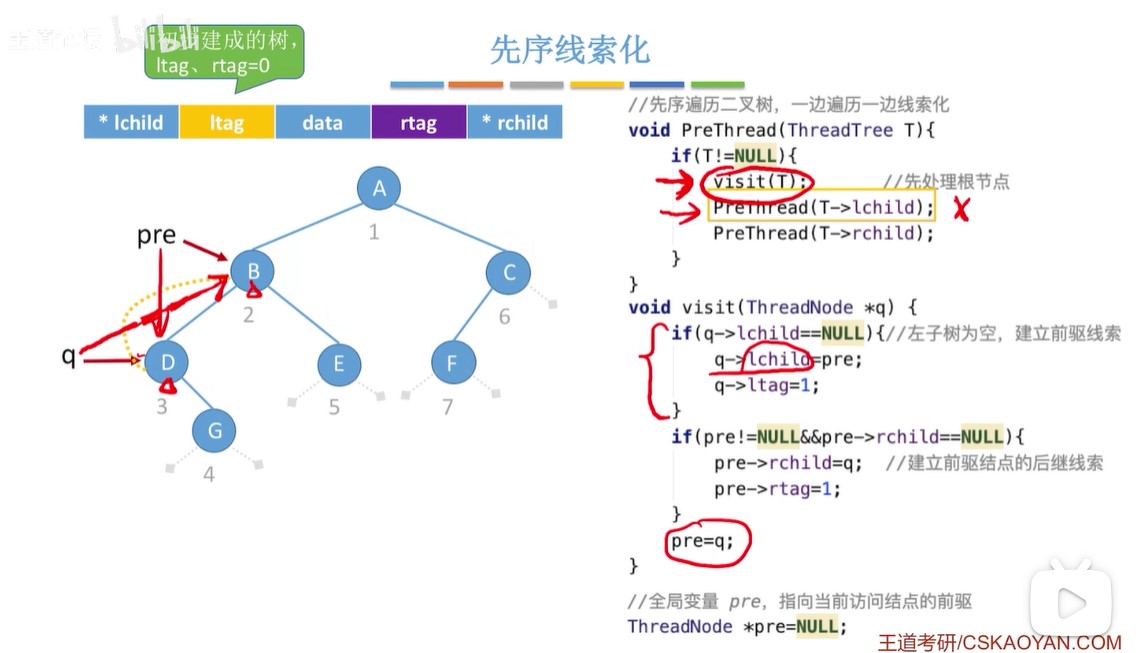 bilibili
建成的树，
ltag、rtag=0
先序线索化
* lchild ltag data rtag * rchild
A
1
pre
B
2
C
6
q
D
3
E
5
F
7
G
4
//先序遍历二叉树，一边遍历一边线索化
void PreThread(ThreadTree T){
if(T!=NULL){
visit(T); //先处理根节点
PreThread(T->lchild);
PreThread(T->rchild);
}
}
void visit(ThreadNode *q) {
if(q->lchild==NULL){//左子树为空，建立前驱线索
q->lchild=pre;
q->ltag=1;
}
if(pre!=NULL&&pre->rchild==NULL){
pre->rchild=q; //建立前驱结点的后继线索
pre->rtag=1;
}
pre=q;
}
//全局变量 pre，指向当前访问结点的前驱
ThreadNode *pre=NULL;
王道考研/CSKAOYAN.COM